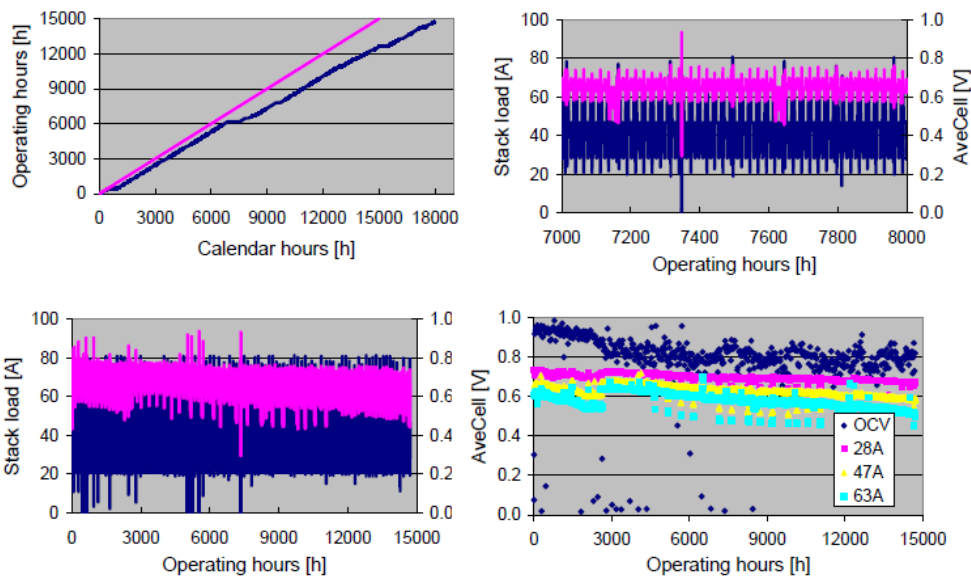 Operating hours [h]
15000
12000
9000
6000
3000
0
0 3000 6000 9000 12000 15000 18000
Calendar hours [h]
Stack load [A]
100
80
60
40
20
0
1.0
0.8
0.6
0.4
0.2
0.0
AveCell [V]
7000 7200 7400 7600 7800 8000
Operating hours [h]
Stack load [A]
100
80
60
40
20
0
1.0
0.8
0.6
0.4
0.2
0.0
0 3000 6000 9000 12000 15000
Operating hours [h]
AveCell [V]
1.0
0.8
0.6
0.4
0.2
0.0
OCV
28A
47A
63A
0 3000 6000 9000 12000 15000
Operating hours [h]